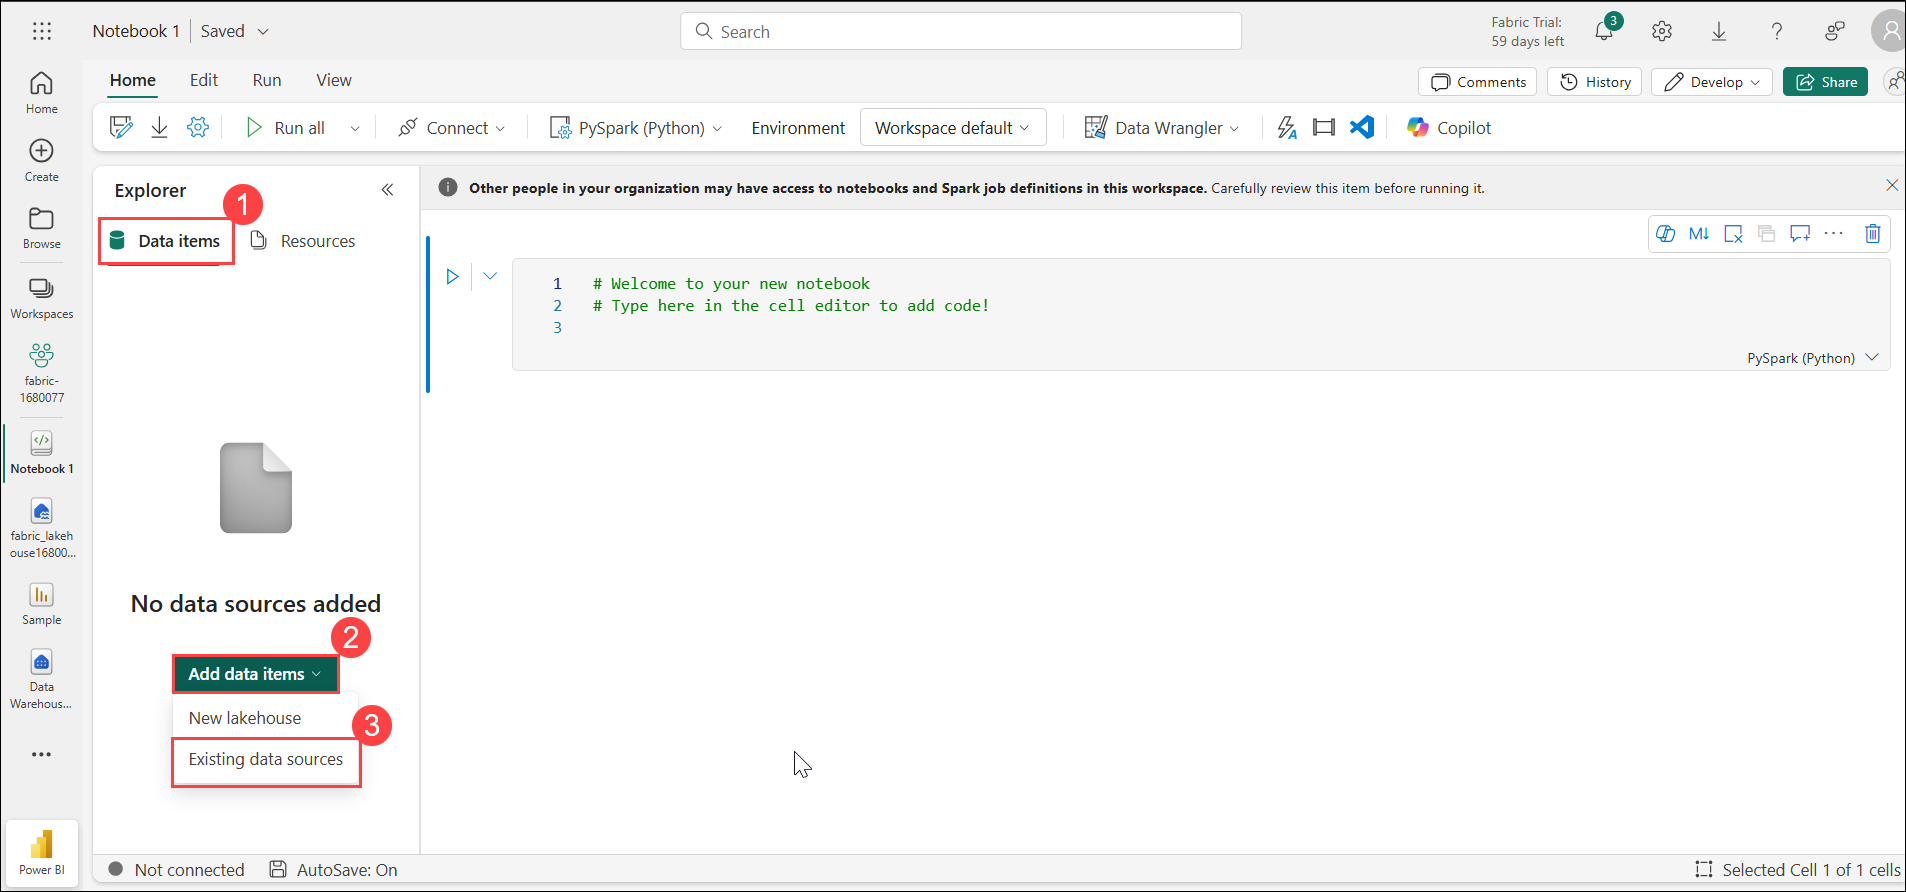 Notebook 1 Saved
Search
Fabric Trial:
59 days left
3
A
Home
Edit
Run
View
Comments
History
Develop
Share
Run all
Connect
PySpark (Python)
Environment
Workspace default
Data Wrangler
Copilot
Home
Create
Browse
Workspaces
fabric-
1680077
Notebook 1
fabric_lakeh
ouse16800...
Sample
Data
Warehous...
Power BI
Explorer
1
Data items
Resources
No data sources added
2
Add data items
New lakehouse
3
Existing data sources
Other people in your organization may have access to notebooks and Spark job definitions in this workspace. Carefully review this item before running it.
M↓
1 # Welcome to your new notebook
2 # Type here in the cell editor to add code!
3
PySpark (Python)
Not connected
AutoSave: On
Selected Cell 1 of 1 cells